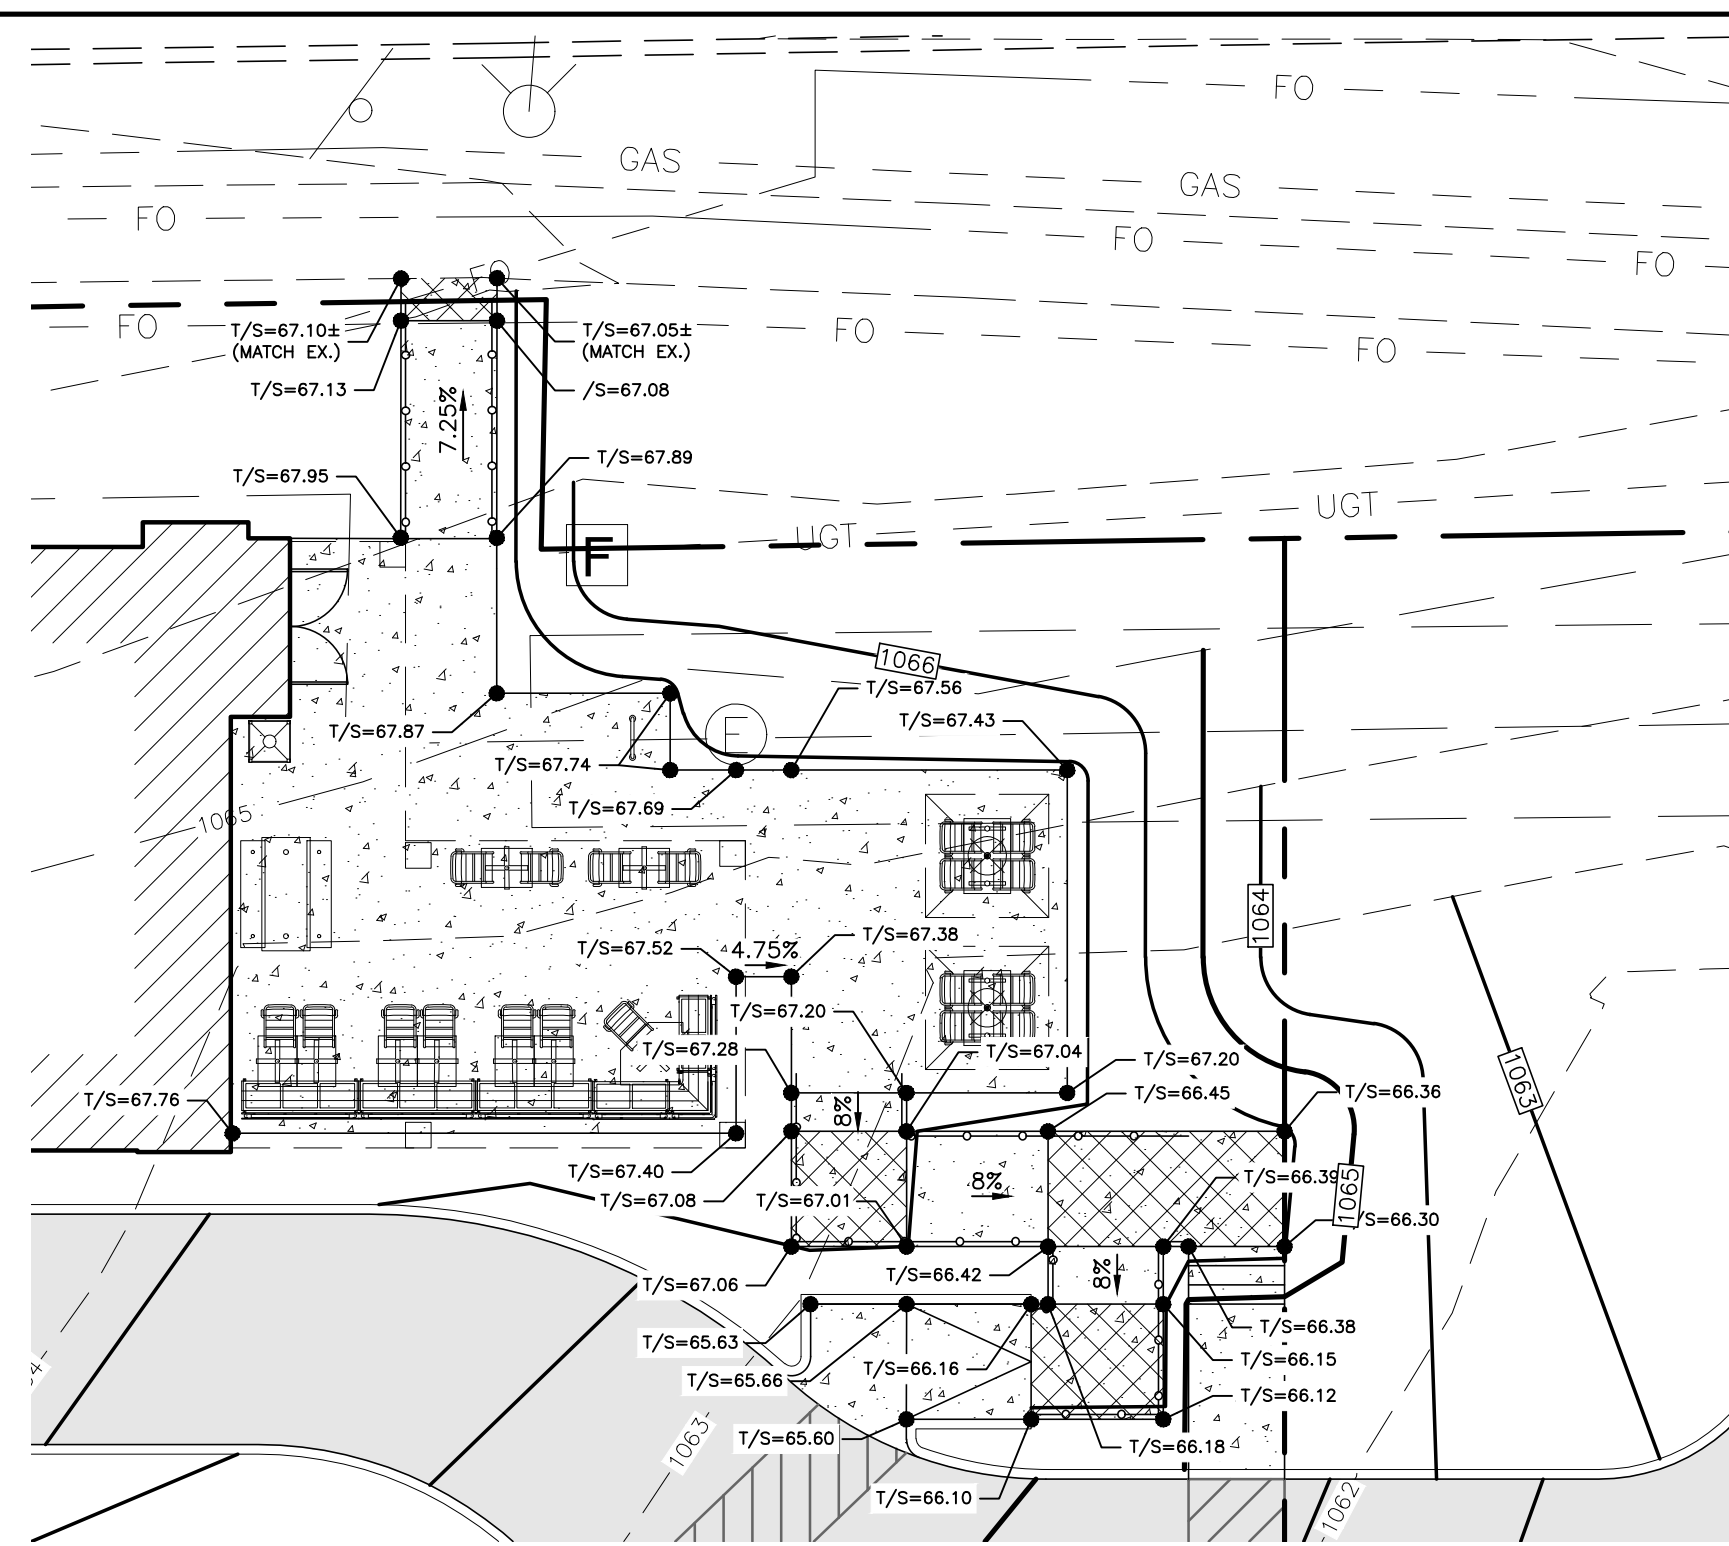 FO
GAS
GAS
FO
FO
FO
FO
FO
FO
T/S=67.10±
(MATCH EX.)
T/S=67.05±
(MATCH EX.)
T/S=67.13
/S=67.08
7.25%
T/S=67.95
T/S=67.89
UGT
UGT
F
1066
T/S=67.56
T/S=67.43
E
T/S=67.87
T/S=67.74
T/S=67.69
1065
1064
T/S=67.52
4.75%
T/S=67.38
T/S=67.20
T/S=67.28
T/S=67.04
T/S=67.20
T/S=66.45
T/S=66.36
1063
T/S=67.76
8%
T/S=67.40
T/S=67.08
T/S=67.01
8%
T/S=66.39
1065
/S=66.30
T/S=67.06
T/S=66.42
8%
T/S=65.63
T/S=66.38
T/S=66.16
T/S=66.15
T/S=65.66
T/S=66.12
T/S=65.60
T/S=66.18
1063
T/S=66.10
1062